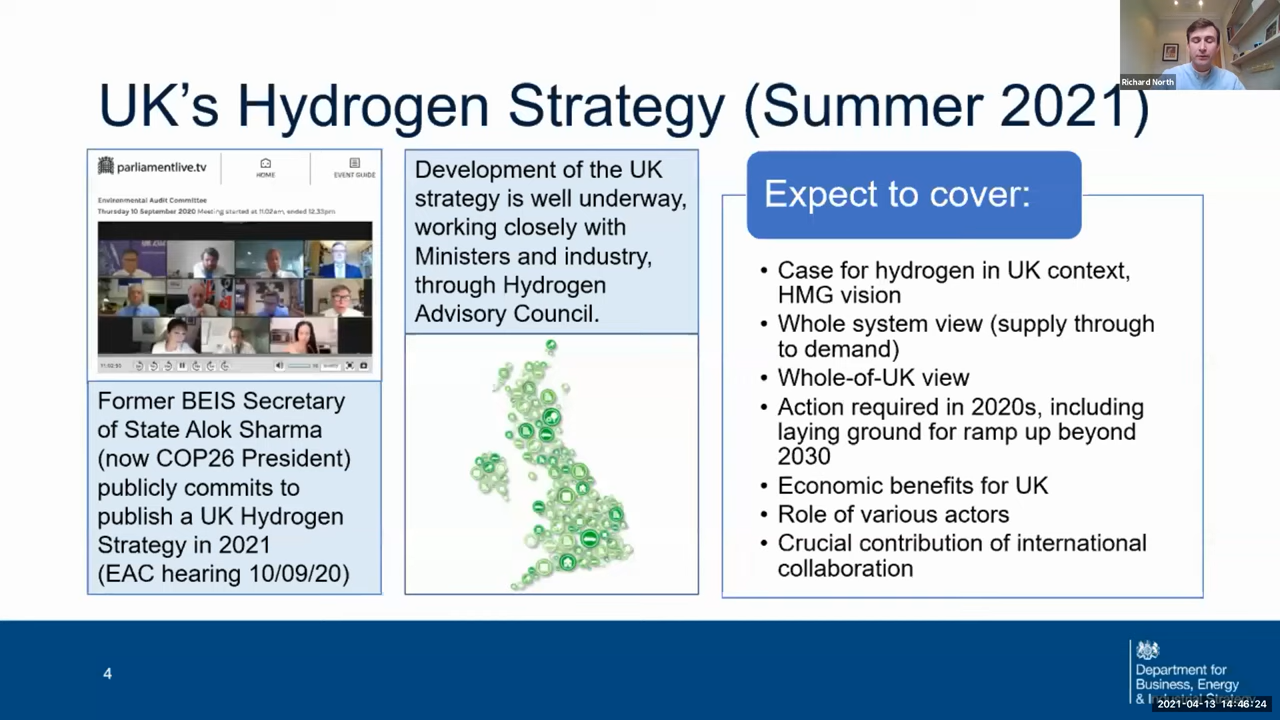 Richard North
UK's Hydrogen Strategy (Summer 2021)
parliamentlive.tv
HOME
EVENT GUIDE
Environmental Audit Committee
Thursday 10 September 2020 Meeting started at 11.02am, ended 12.33pm
Former BEIS Secretary
of State Alok Sharma
(now COP26 President)
publicly commits to
publish a UK Hydrogen
Strategy in 2021
(EAC hearing 10/09/20)
Development of the UK
strategy is well underway,
working closely with
Ministers and industry,
through Hydrogen
Advisory Council.
Expect to cover:
• Case for hydrogen in UK context,
HMG vision
• Whole system view (supply through
to demand)
• Whole-of-UK view
• Action required in 2020s, including
laying ground for ramp up beyond
2030
• Economic benefits for UK
• Role of various actors
• Crucial contribution of international
collaboration
4
Department for
Business, Energy
& Industrial Strategy
2021-04-13 14:46:24